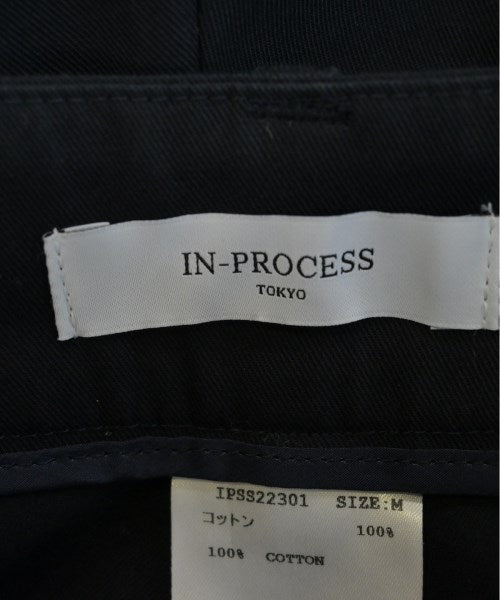 IN-PROCESS
TOKYO
IPSS22301 SIZE:M
コットン 100%
100% COTTON